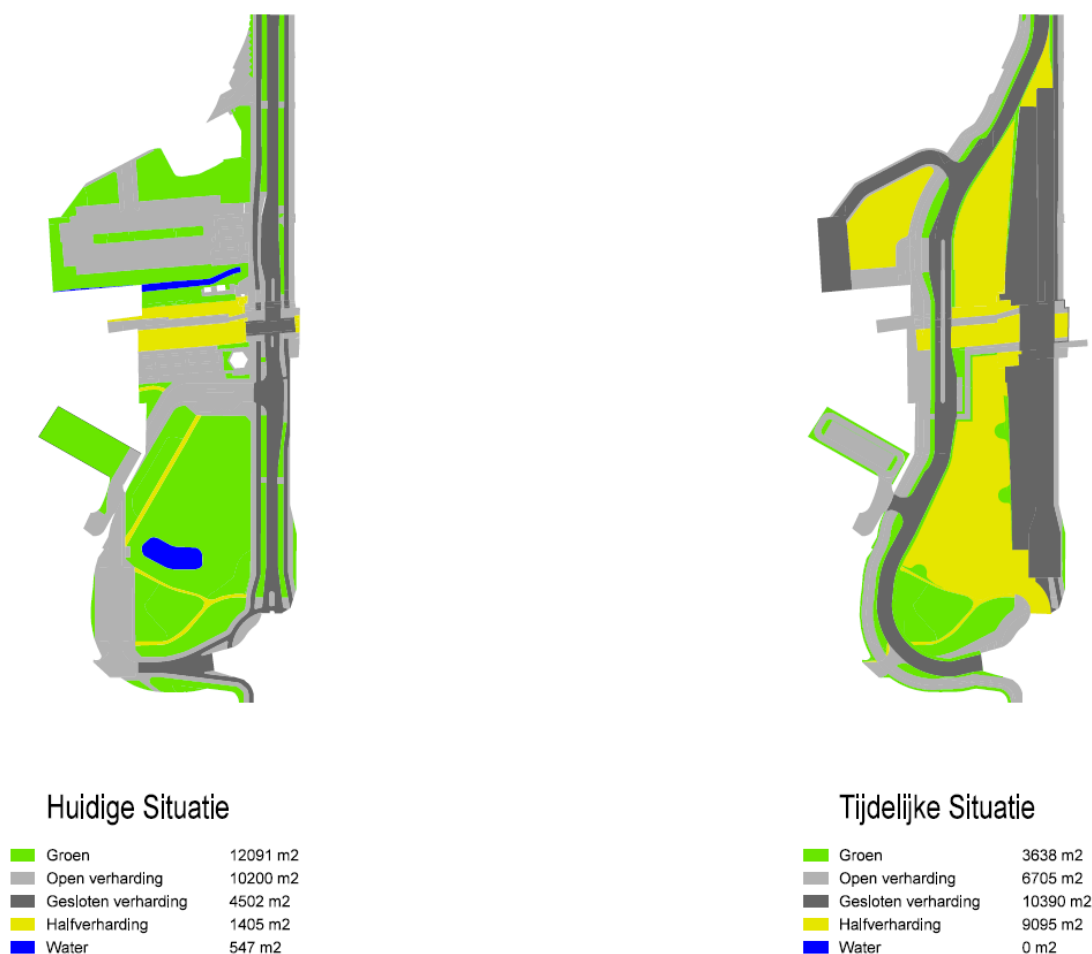 Huidige Situatie
Groen 12091 m2
Open verharding 10200 m2
Gesloten verharding 4502 m2
Halfverharding 1405 m2
Water 547 m2
Tijdelijke Situatie
Groen 3638 m2
Open verharding 6705 m2
Gesloten verharding 10390 m2
Halfverharding 9095 m2
Water 0 m2